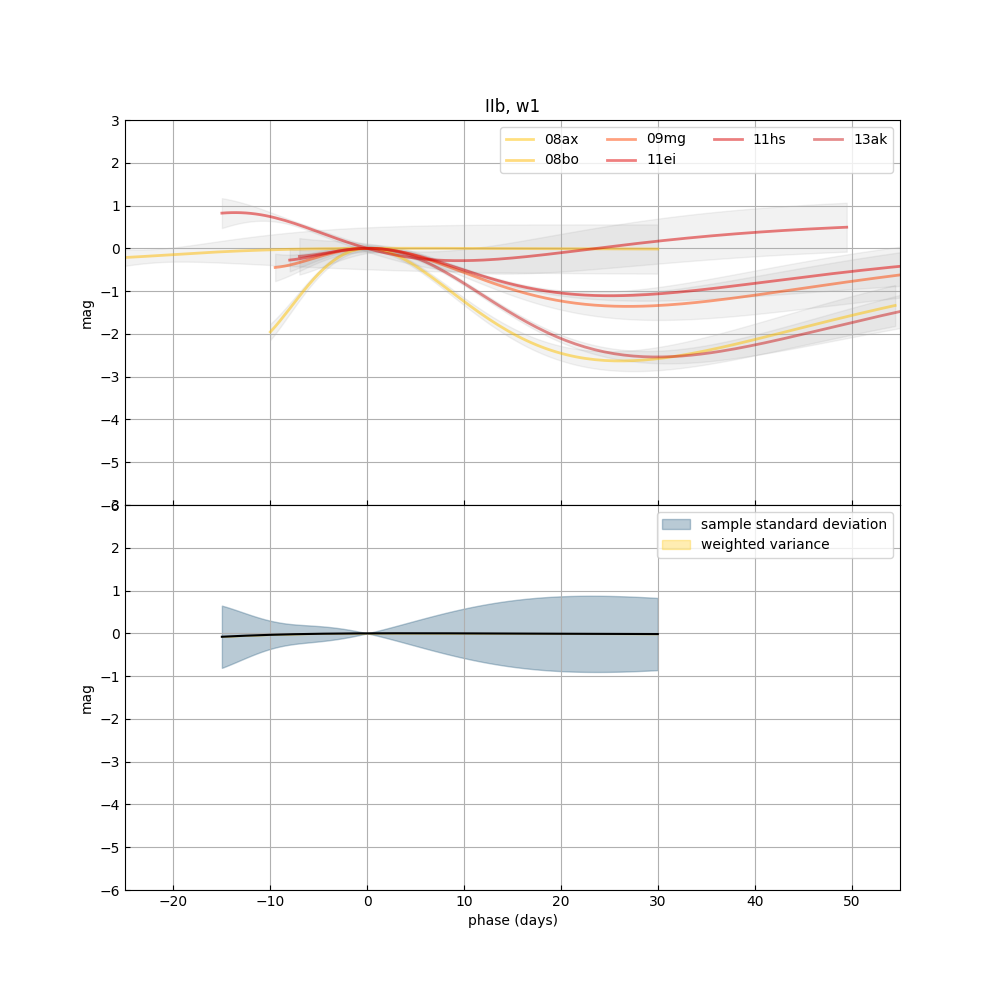 IIb, w1
3
2
1
0
−1
−2
−3
−4
−5
−6
mag
08ax 09mg 11hs 13ak
08bo 11ei
3
2
1
0
−1
−2
−3
−4
−5
−6
mag
sample standard deviation
weighted variance
−20 −10 0 10 20 30 40 50
phase (days)